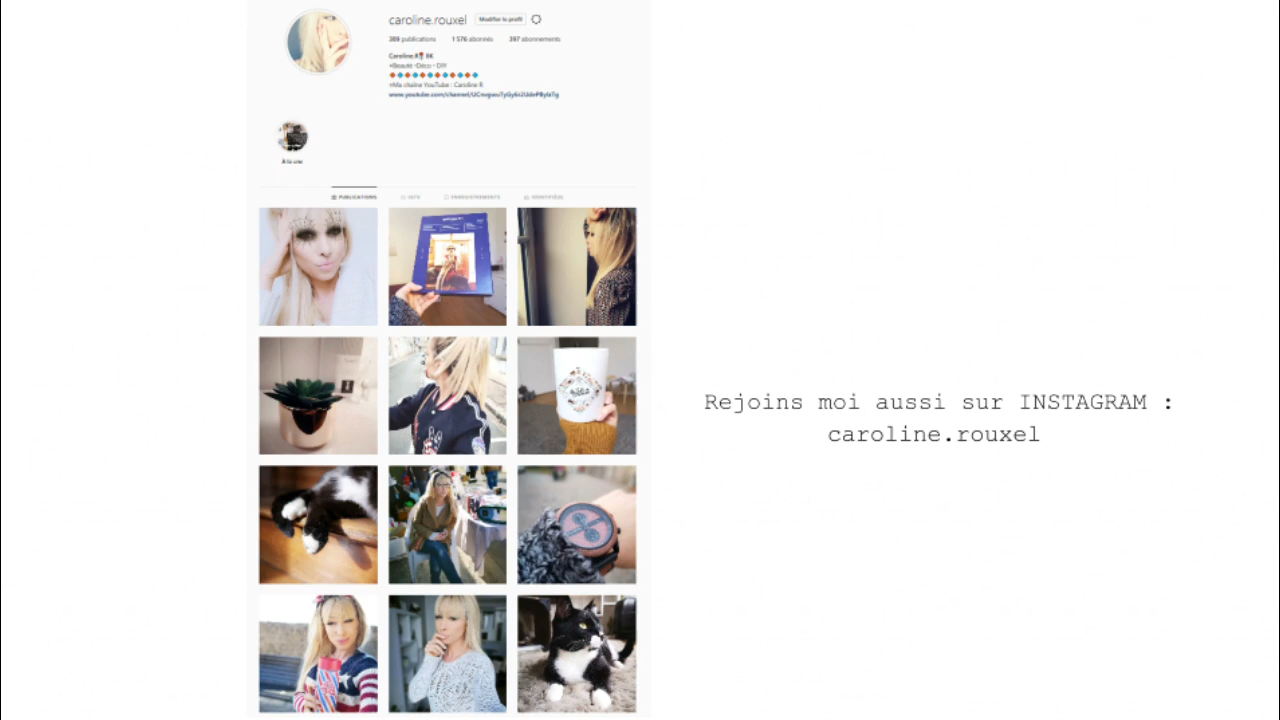 caroline.rouxel Modifier le profil
389 publications 1 576 abonnés 397 abonnements
•Beauté •Déco • DIY
•Ma chaîne YouTube : Caroline R
À la une
PUBLICATIONS IGTV ENREGISTREMENTS IDENTIFIÉ(E)
Rejoins moi aussi sur INSTAGRAM :
caroline.rouxel